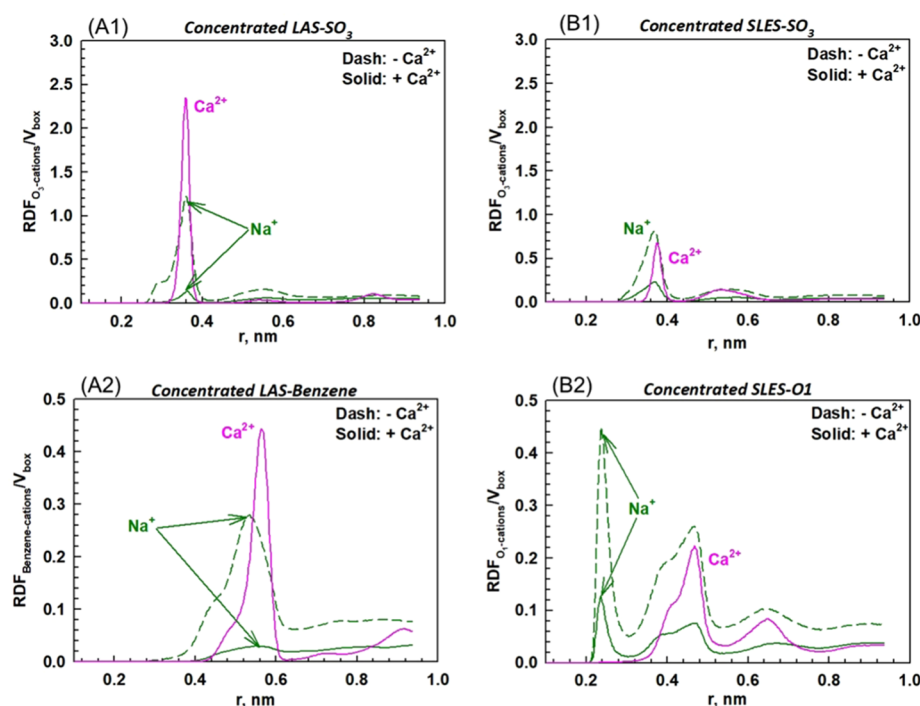 (A1) Concentrated LAS-SO3
Dash: - Ca2+
Solid: + Ca2+
Ca2+
Na+
RDFO3-cations/Vbox
3.0
2.5
2.0
1.5
1.0
0.5
0.0
0.2 0.4 0.6 0.8 1.0
r, nm
(B1) Concentrated SLES-SO3
Dash: - Ca2+
Solid: + Ca2+
Na+
Ca2+
RDFO3-cations/Vbox
3.0
2.5
2.0
1.5
1.0
0.5
0.0
0.2 0.4 0.6 0.8 1.0
r, nm
(A2) Concentrated LAS-Benzene
Dash: - Ca2+
Solid: + Ca2+
Ca2+
Na+
RDFBenzene-cations/Vbox
0.5
0.4
0.3
0.2
0.1
0.0
0.2 0.4 0.6 0.8 1.0
r, nm
(B2) Concentrated SLES-O1
Dash: - Ca2+
Solid: + Ca2+
Na+
Ca2+
RDFO1-cations/Vbox
0.5
0.4
0.3
0.2
0.1
0.0
0.2 0.4 0.6 0.8 1.0
r, nm